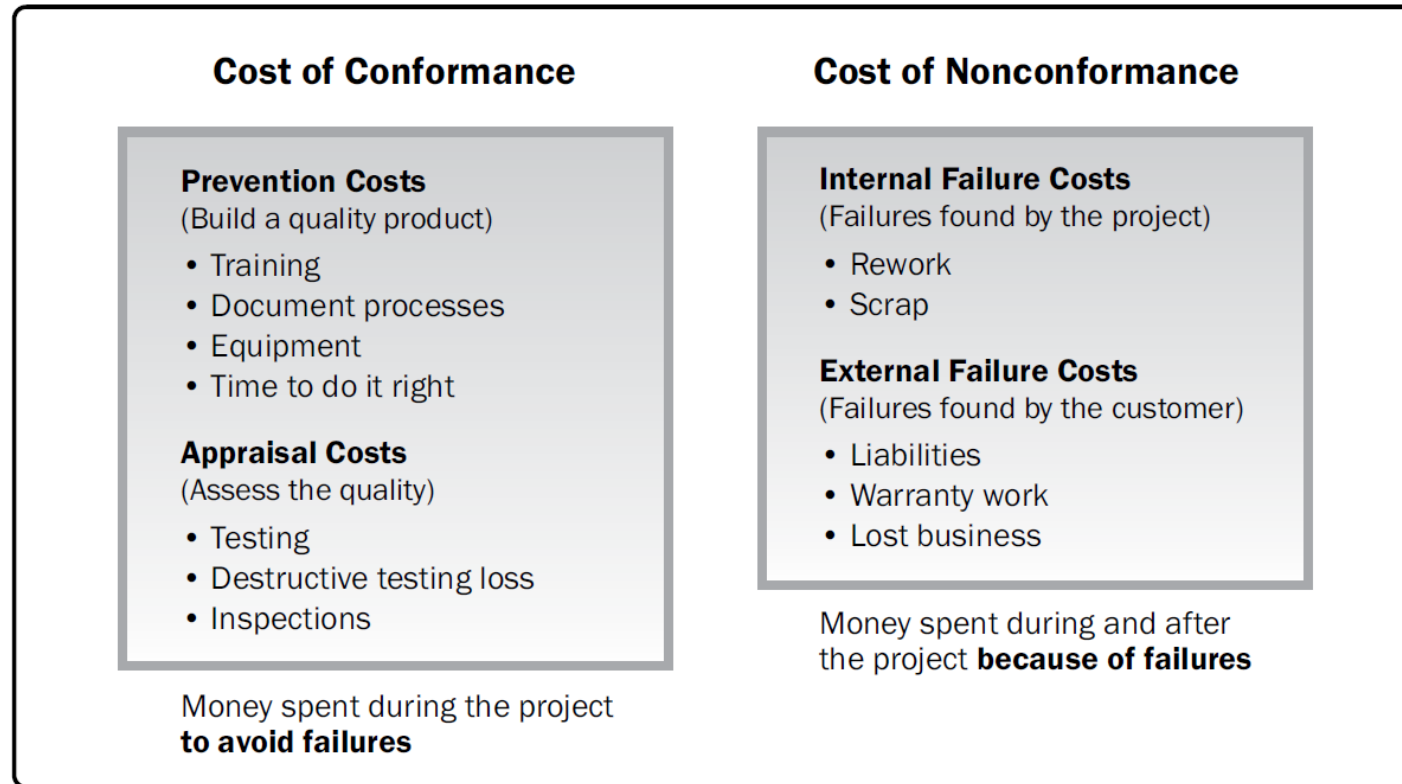 Cost of Conformance
Prevention Costs
(Build a quality product)
• Training
• Document processes
• Equipment
• Time to do it right
Appraisal Costs
(Assess the quality)
• Testing
• Destructive testing loss
• Inspections
Money spent during the project
to avoid failures
Cost of Nonconformance
Internal Failure Costs
(Failures found by the project)
• Rework
• Scrap
External Failure Costs
(Failures found by the customer)
• Liabilities
• Warranty work
• Lost business
Money spent during and after
the project because of failures